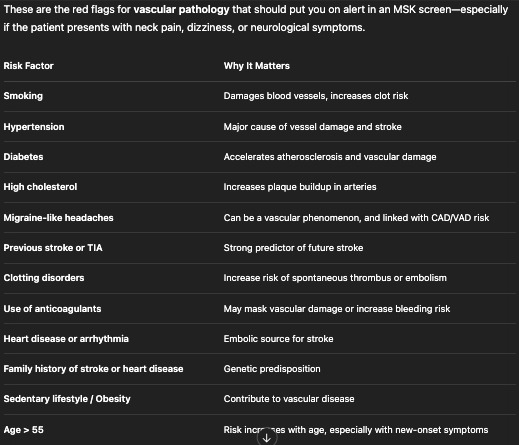 These are the red flags for vascular pathology that should put you on alert in an MSK screen—especially
if the patient presents with neck pain, dizziness, or neurological symptoms.
Risk Factor Why It Matters
Smoking Damages blood vessels, increases clot risk
Hypertension Major cause of vessel damage and stroke
Diabetes Accelerates atherosclerosis and vascular damage
High cholesterol Increases plaque buildup in arteries
Migraine-like headaches Can be a vascular phenomenon, and linked with CAD/VAD risk
Previous stroke or TIA Strong predictor of future stroke
Clotting disorders Increase risk of spontaneous thrombus or embolism
Use of anticoagulants May mask vascular damage or increase bleeding risk
Heart disease or arrhythmia Embolic source for stroke
Family history of stroke or heart disease Genetic predisposition
Sedentary lifestyle / Obesity Contribute to vascular disease
Age > 55 Risk increases with age, especially with new-onset symptoms